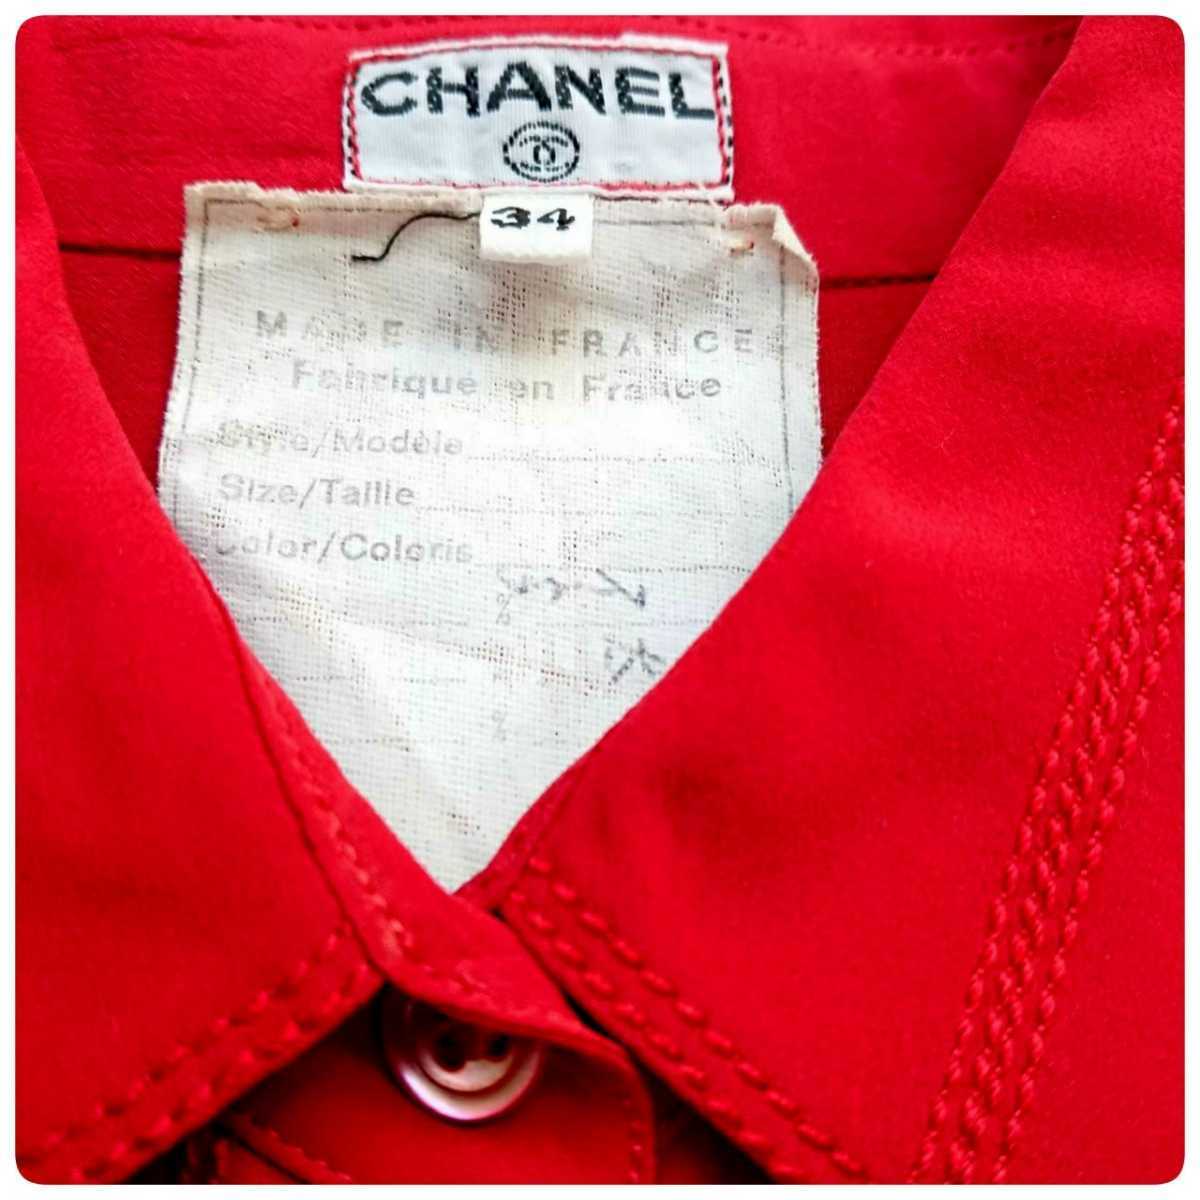 CHANEL
34
MADE IN FRANCE
Fabrique en France
Style/Modèle
Size/Taille
Color/Coloris
%
%
%